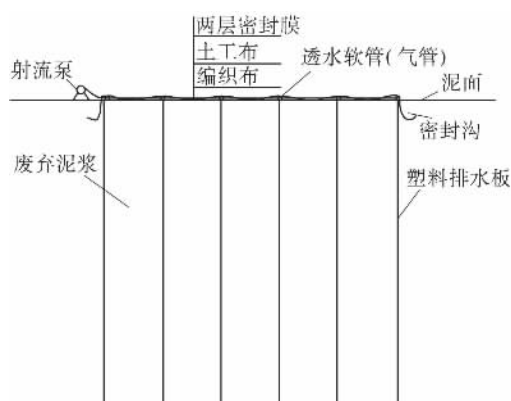 两层密封膜
土工布
编织布
射流泵
透水软管(气管)
泥面
密封沟
废弃泥浆
塑料排水板